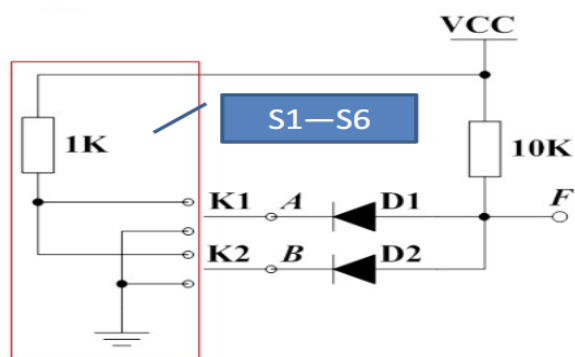 VCC
S1—S6
1K
10K
K1 A D1 F
K2 B D2